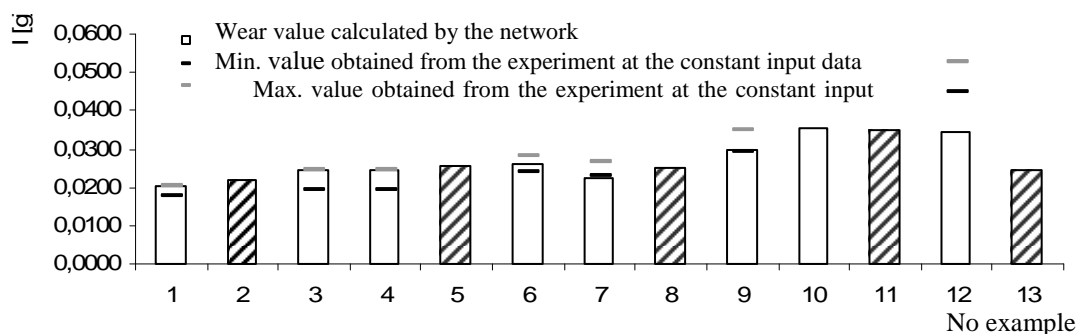 I [g
0,0600
0,0500
0,0400
0,0300
0,0200
0,0100
0,0000
Wear value calculated by the network
Min. value obtained from the experiment at the constant input data
Max. value obtained from the experiment at the constant input
1 2 3 4 5 6 7 8 9 10 11 12 13
No example